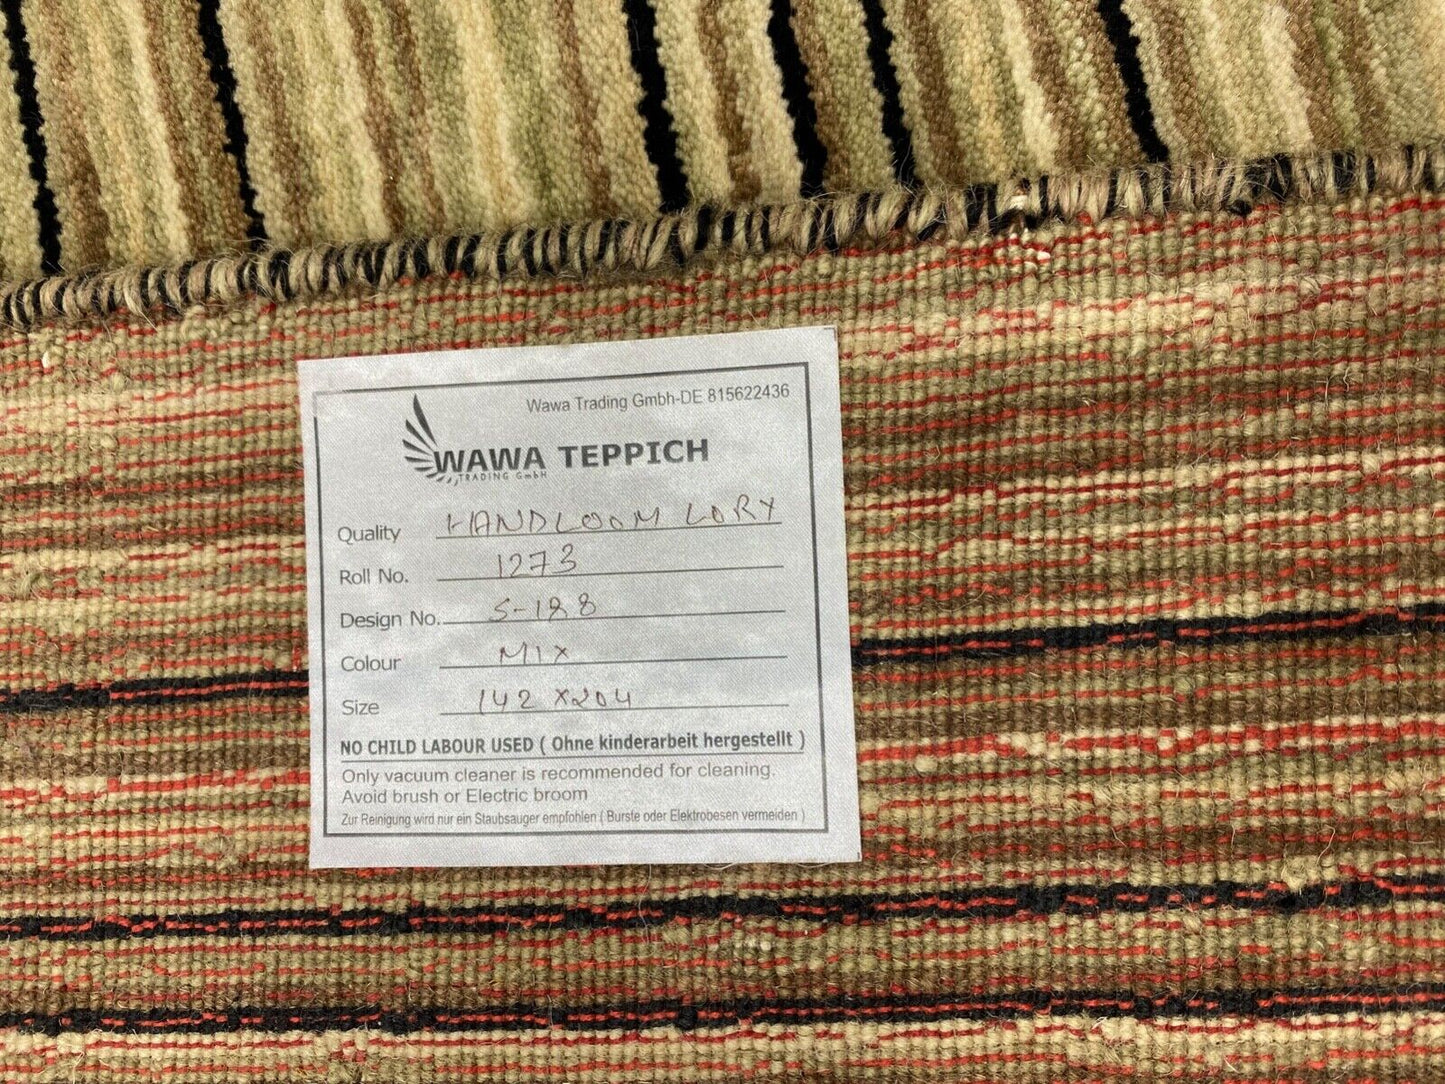 Wawa Trading Gmbh-DE 815622436
WAWA TEPPICH
TRADING GmbH
Quality HANDLOOM LORY
Roll No. 1273
Design No. S-128
Colour MIX
Size 142 x 204
NO CHILD LABOUR USED ( Ohne kinderarbeit hergestellt )
Only vacuum cleaner is recommended for cleaning.
Avoid brush or Electric broom
Zur Reinigung wird nur ein Staubsauger empfohlen ( Burste oder Elektrobesen vermeiden )